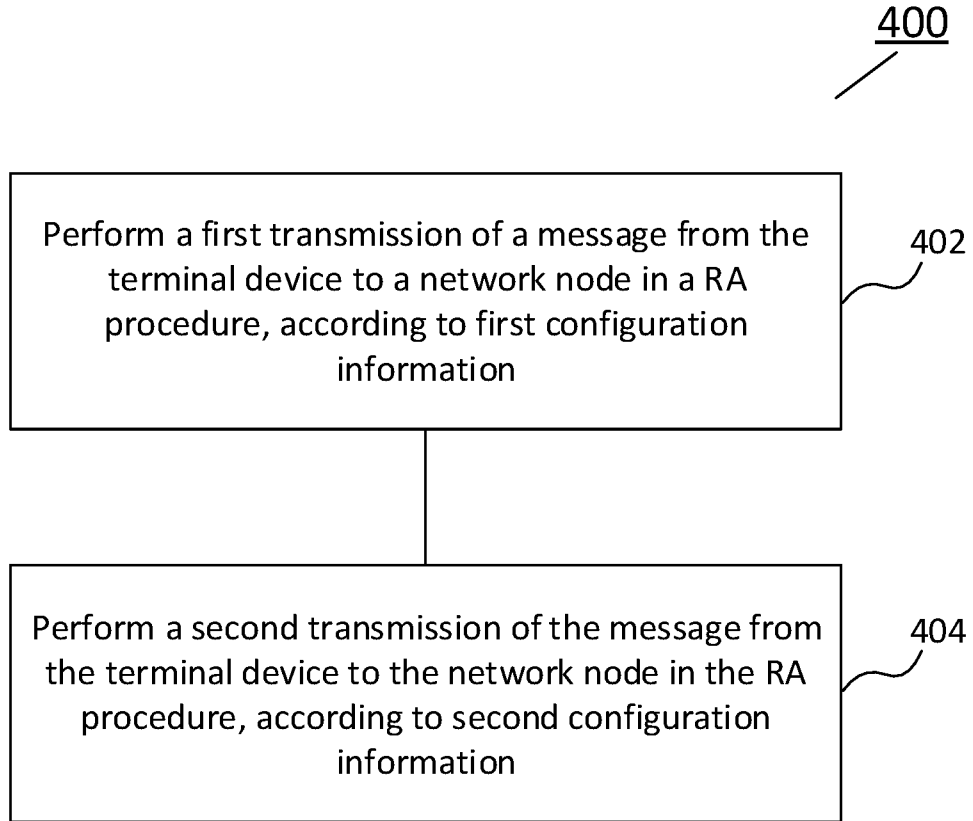 400
Perform a first transmission of a message from the
terminal device to a network node in a RA
procedure, according to first configuration
information
402
Perform a second transmission of the message from
the terminal device to the network node in the RA
procedure, according to second configuration
information
404